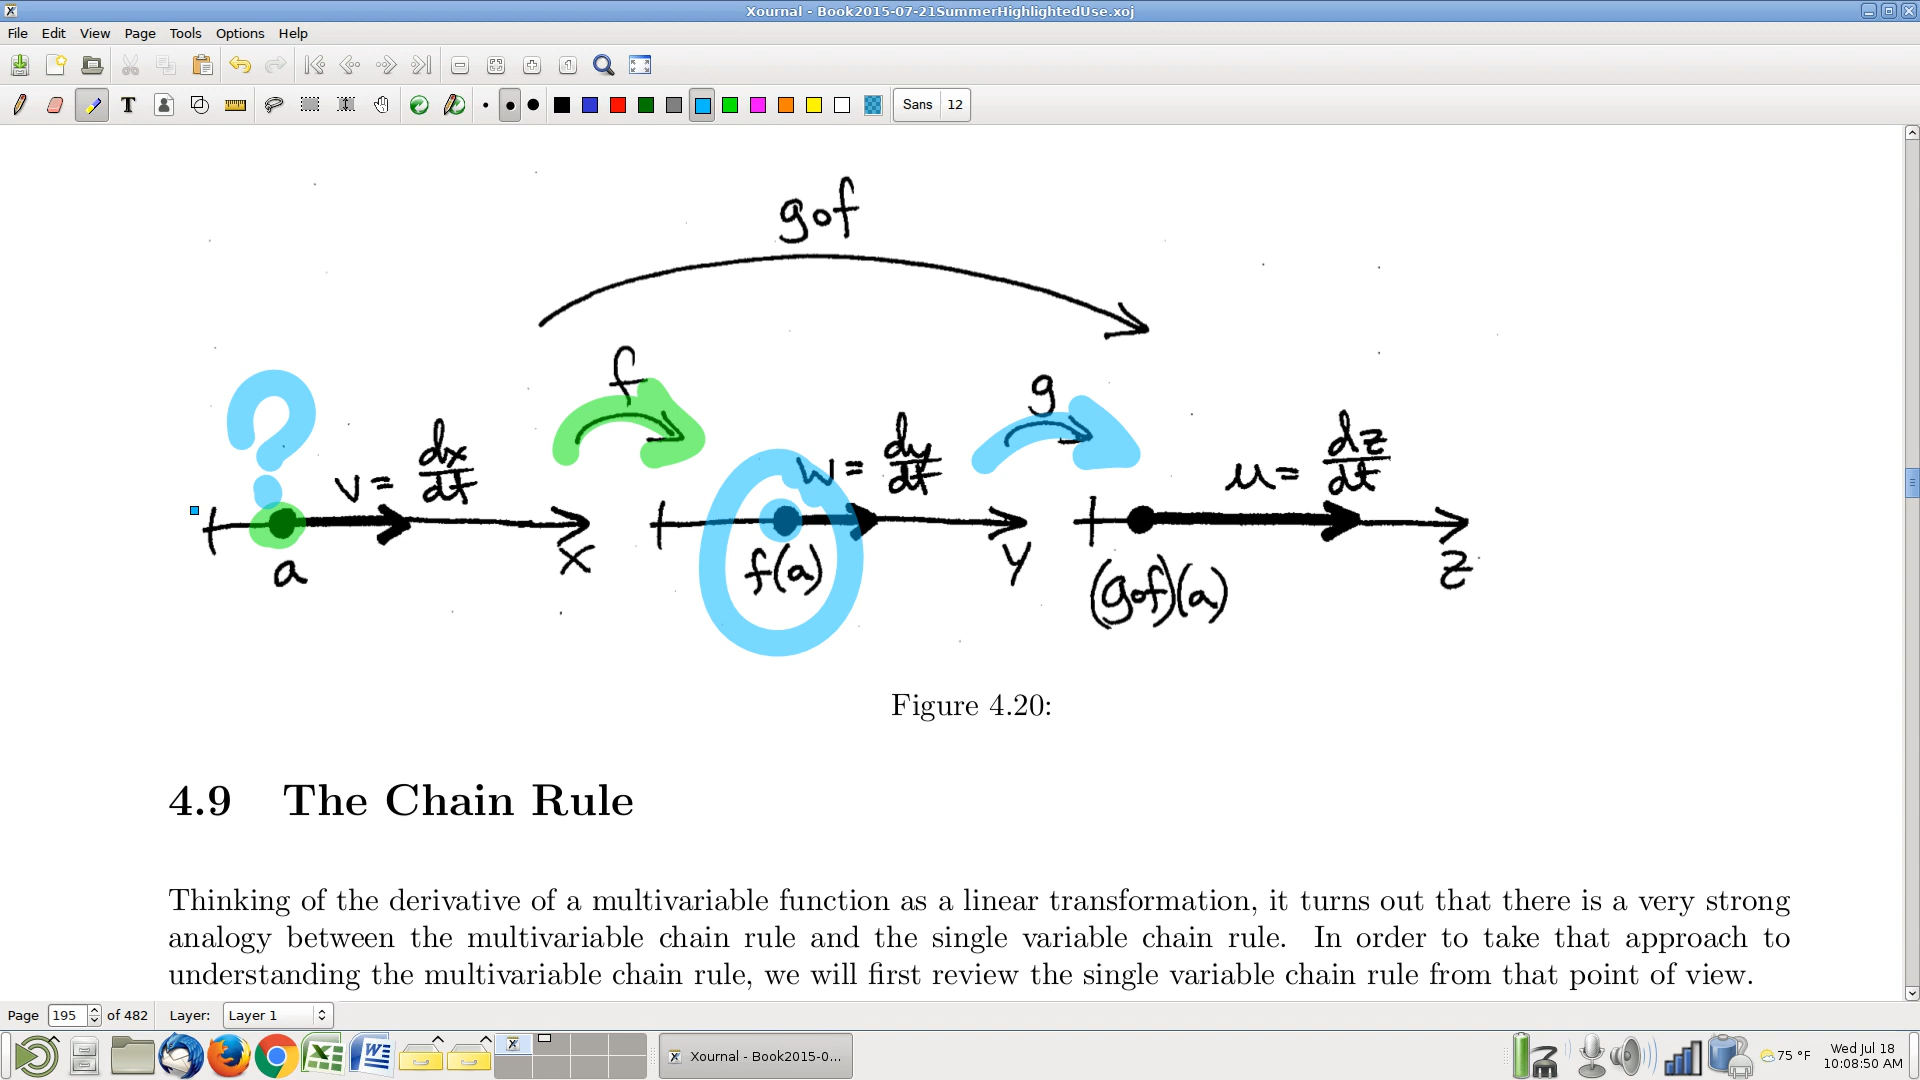 Xournal - Book2015-07-21SummerHighlightedUse.xoj
File Edit View Page Tools Options Help
Sans 12
gof
f
g
?
v = dx/dt
w = dy/dt
u = dz/dt
a
x
f(a)
y
(gof)(a)
z
Figure 4.20:
4.9 The Chain Rule
Thinking of the derivative of a multivariable function as a linear transformation, it turns out that there is a very strong
analogy between the multivariable chain rule and the single variable chain rule. In order to take that approach to
understanding the multivariable chain rule, we will first review the single variable chain rule from that point of view.
Page 195 of 482 Layer: Layer 1
Xournal - Book2015-0...
75 °F
Wed Jul 18
10:08:50 AM